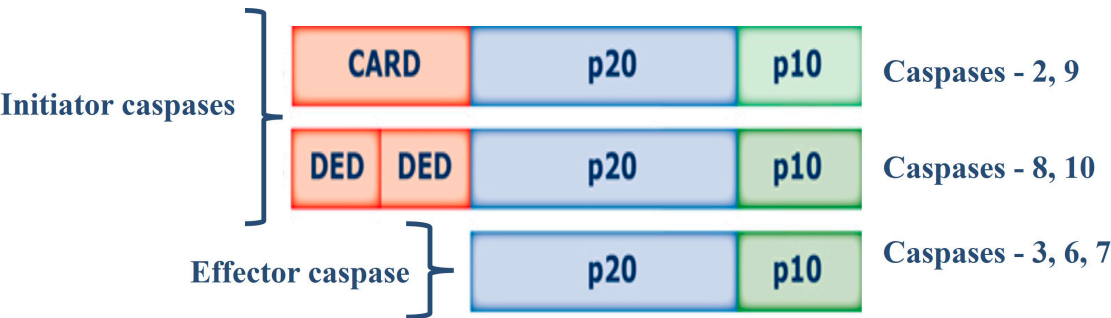 CARD p20 p10 Caspases - 2, 9
Initiator caspases
DED DED p20 p10 Caspases - 8, 10
Effector caspase p20 p10 Caspases - 3, 6, 7